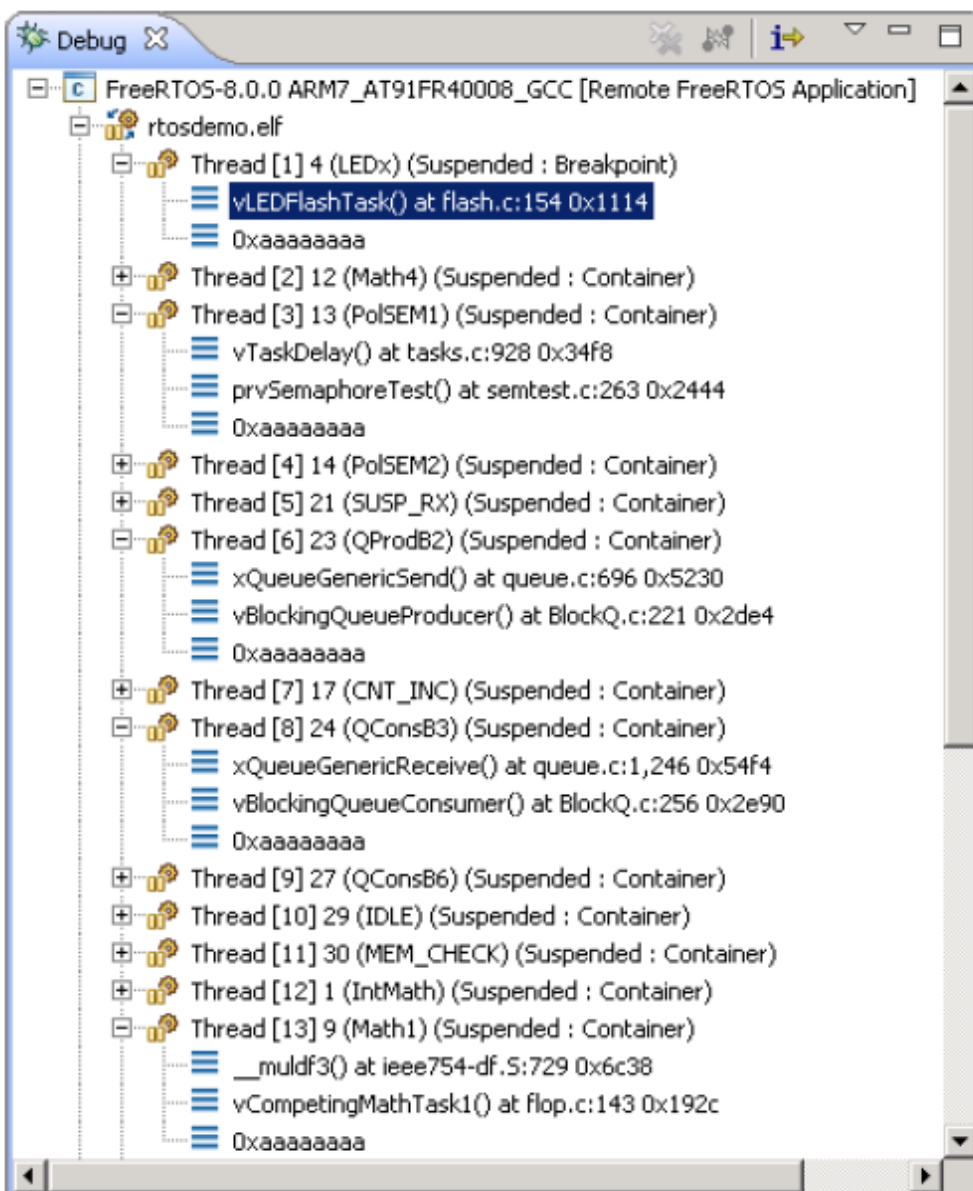 Debug
FreeRTOS-8.0.0 ARM7_AT91FR40008_GCC [Remote FreeRTOS Application]
rtosdemo.elf
Thread [1] 4 (LEDx) (Suspended : Breakpoint)
vLEDFlashTask() at flash.c:154 0x1114
0xaaaaaaaa
Thread [2] 12 (Math4) (Suspended : Container)
Thread [3] 13 (PolSEM1) (Suspended : Container)
vTaskDelay() at tasks.c:928 0x34f8
prvSemaphoreTest() at semtest.c:263 0x2444
0xaaaaaaaa
Thread [4] 14 (PolSEM2) (Suspended : Container)
Thread [5] 21 (SUSP_RX) (Suspended : Container)
Thread [6] 23 (QProdB2) (Suspended : Container)
xQueueGenericSend() at queue.c:696 0x5230
vBlockingQueueProducer() at BlockQ.c:221 0x2de4
0xaaaaaaaa
Thread [7] 17 (CNT_INC) (Suspended : Container)
Thread [8] 24 (QConsB3) (Suspended : Container)
xQueueGenericReceive() at queue.c:1,246 0x54f4
vBlockingQueueConsumer() at BlockQ.c:256 0x2e90
0xaaaaaaaa
Thread [9] 27 (QConsB6) (Suspended : Container)
Thread [10] 29 (IDLE) (Suspended : Container)
Thread [11] 30 (MEM_CHECK) (Suspended : Container)
Thread [12] 1 (IntMath) (Suspended : Container)
Thread [13] 9 (Math1) (Suspended : Container)
__muldf3() at ieee754-df.S:729 0x6c38
vCompetingMathTask1() at flop.c:143 0x192c
0xaaaaaaaa